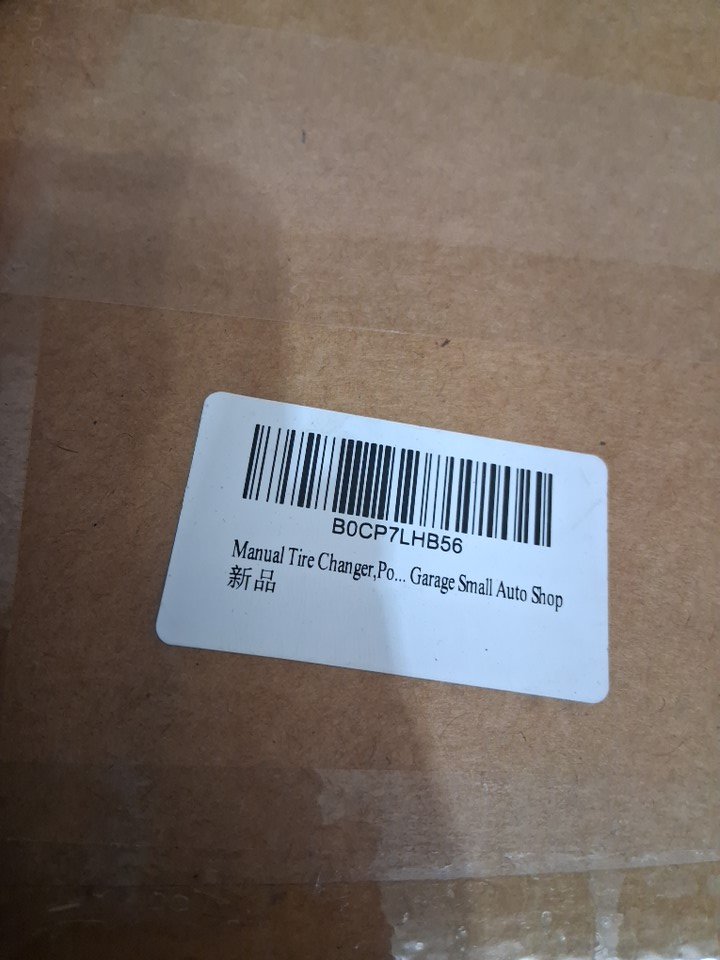 B0CP7LHB56
Manual Tire Changer,Po... Garage Small Auto Shop
新品